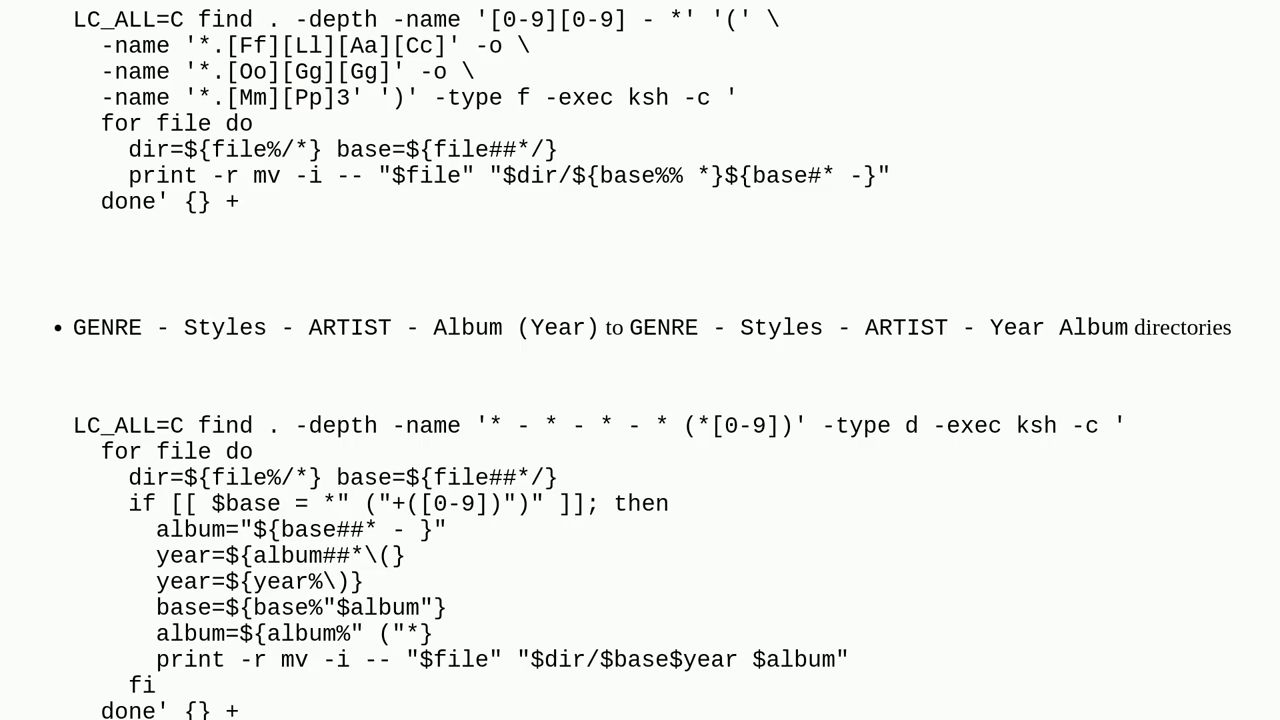 LC_ALL=C find . -depth -name '[0-9][0-9] - *' '(' \
  -name '*.[Ff][Ll][Aa][Cc]' -o \
  -name '*.[Oo][Gg][Gg]' -o \
  -name '*.[Mm][Pp]3' ')' -type f -exec ksh -c '
  for file do
    dir=${file%/*} base=${file##*/}
    print -r mv -i -- "$file" "$dir/${base%% *}${base#* -}"
  done' {} +
• GENRE - Styles - ARTIST - Album (Year) to GENRE - Styles - ARTIST - Year Album directories
LC_ALL=C find . -depth -name '* - * - * - * (*[0-9])' -type d -exec ksh -c '
  for file do
    dir=${file%/*} base=${file##*/}
    if [[ $base = *" ("+([0-9])")" ]]; then
      album="${base##* - }"
      year=${album##*\(}
      year=${year%\)}
      base=${base%"$album"}
      album=${album%" ("*}
      print -r mv -i -- "$file" "$dir/$base$year $album"
    fi
  done' {} +